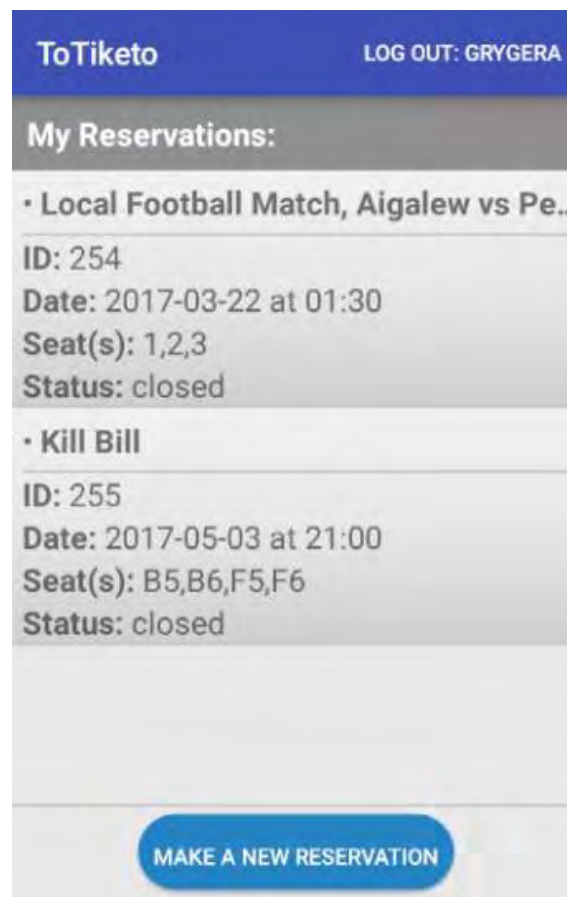 ToTiketo LOG OUT: GRYGERA
My Reservations:
· Local Football Match, Aigalew vs Pe..
ID: 254
Date: 2017-03-22 at 01:30
Seat(s): 1,2,3
Status: closed
· Kill Bill
ID: 255
Date: 2017-05-03 at 21:00
Seat(s): B5,B6,F5,F6
Status: closed
MAKE A NEW RESERVATION